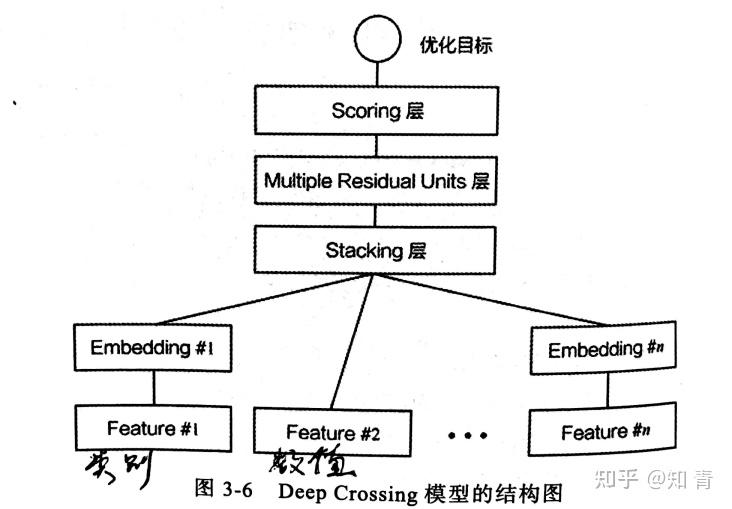 优化目标
Scoring 层
Multiple Residual Units 层
Stacking 层
Embedding #1
Embedding #n
Feature #1
Feature #2
•••
Feature #n
类别
数值
图 3-6 Deep Crossing 模型的结构图
知乎 @知 青